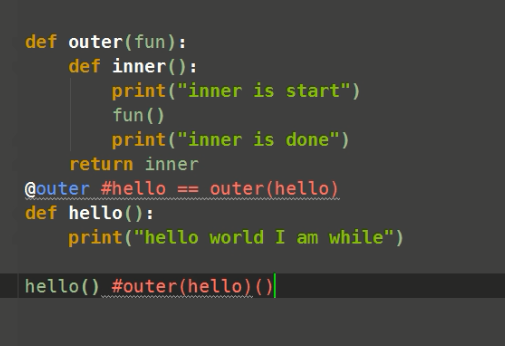 def outer(fun):
    def inner():
        print("inner is start")
        fun()
        print("inner is done")
    return inner
@outer #hello == outer(hello)
def hello():
    print("hello world I am while")
hello() #outer(hello)()